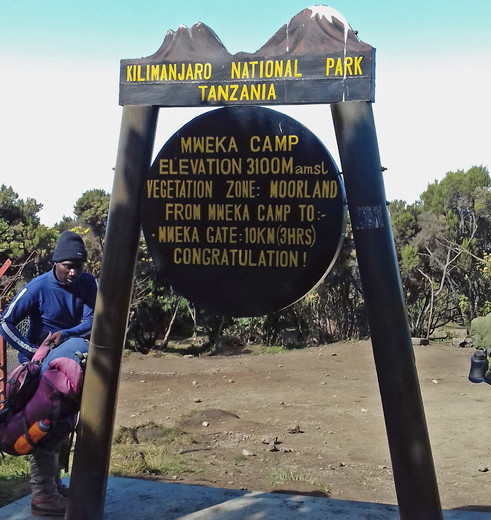 KILIMANJARO NATIONAL PARK
TANZANIA
MWEKA CAMP
ELEVATION 3100M amsl
VEGETATION ZONE: MOORLAND
FROM MWEKA CAMP TO:-
MWEKA GATE: 10KM (3HRS)
CONGRATULATION!